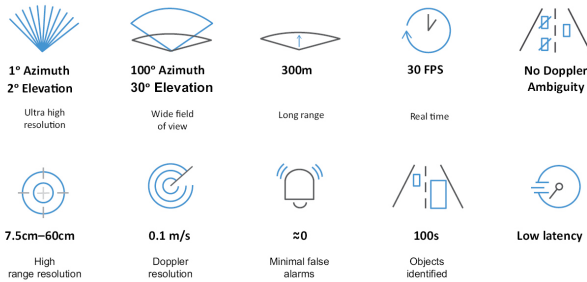 1° Azimuth
2° Elevation
Ultra high
resolution
100° Azimuth
30° Elevation
Wide field
of view
300m
Long range
30 FPS
Real time
No Doppler
Ambiguity
7.5cm–60cm
High
range resolution
0.1 m/s
Doppler
resolution
≈0
Minimal false
alarms
100s
Objects
identified
Low latency